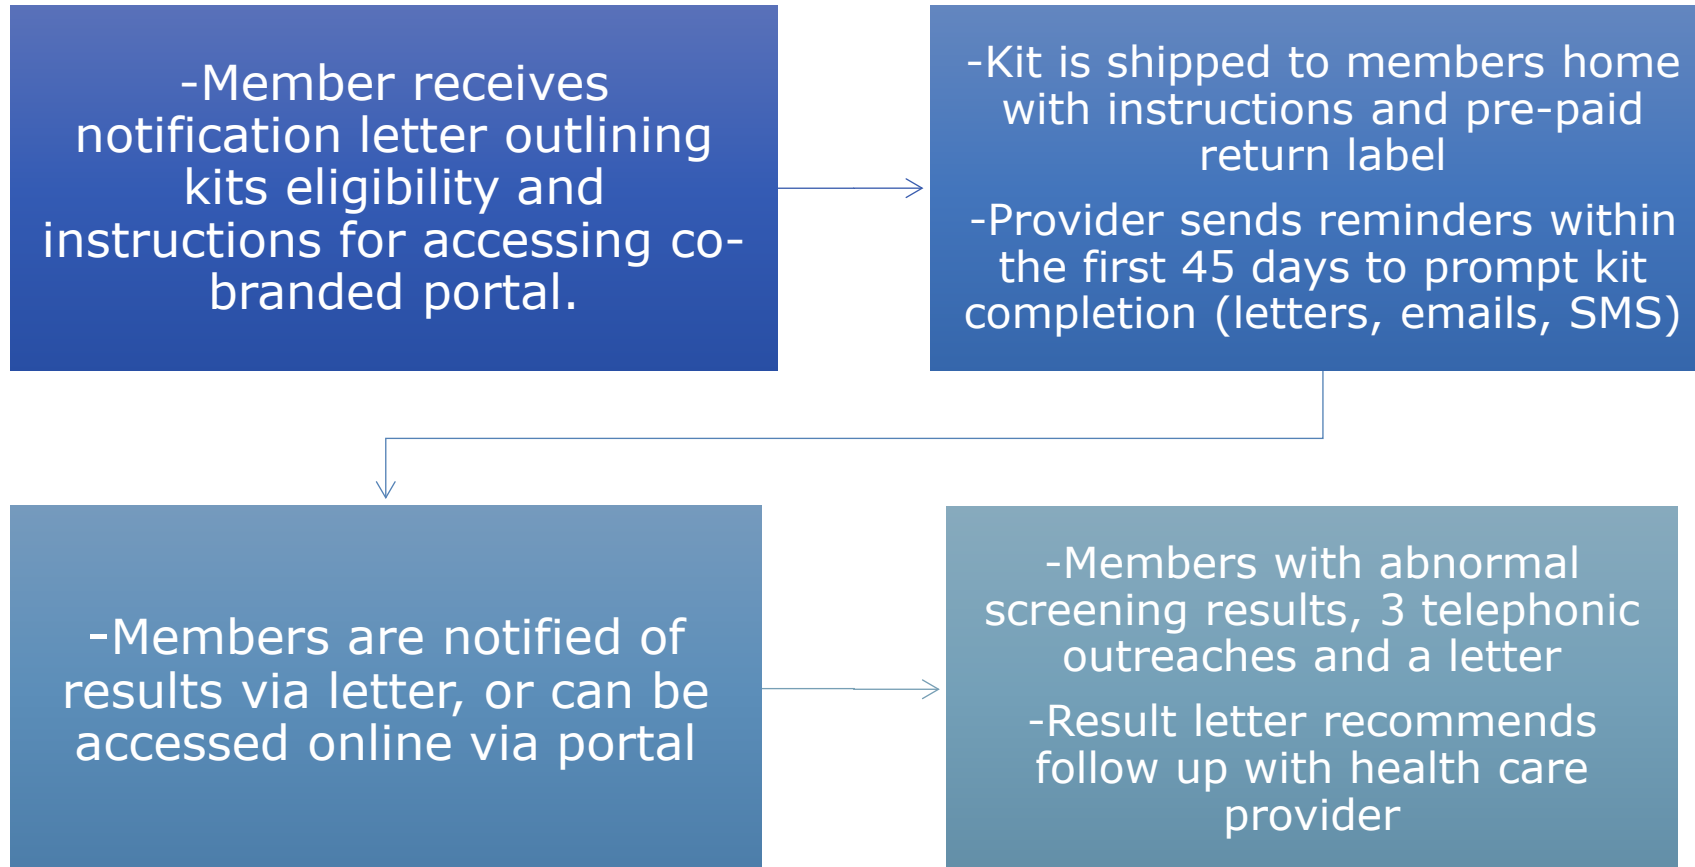 -Member receives
notification letter outlining
kits eligibility and
instructions for accessing co-
branded portal.
-Kit is shipped to members home
with instructions and pre-paid
return label
-Provider sends reminders within
the first 45 days to prompt kit
completion (letters, emails, SMS)
-Members are notified of
results via letter, or can be
accessed online via portal
-Members with abnormal
screening results, 3 telephonic
outreaches and a letter
-Result letter recommends
follow up with health care
provider